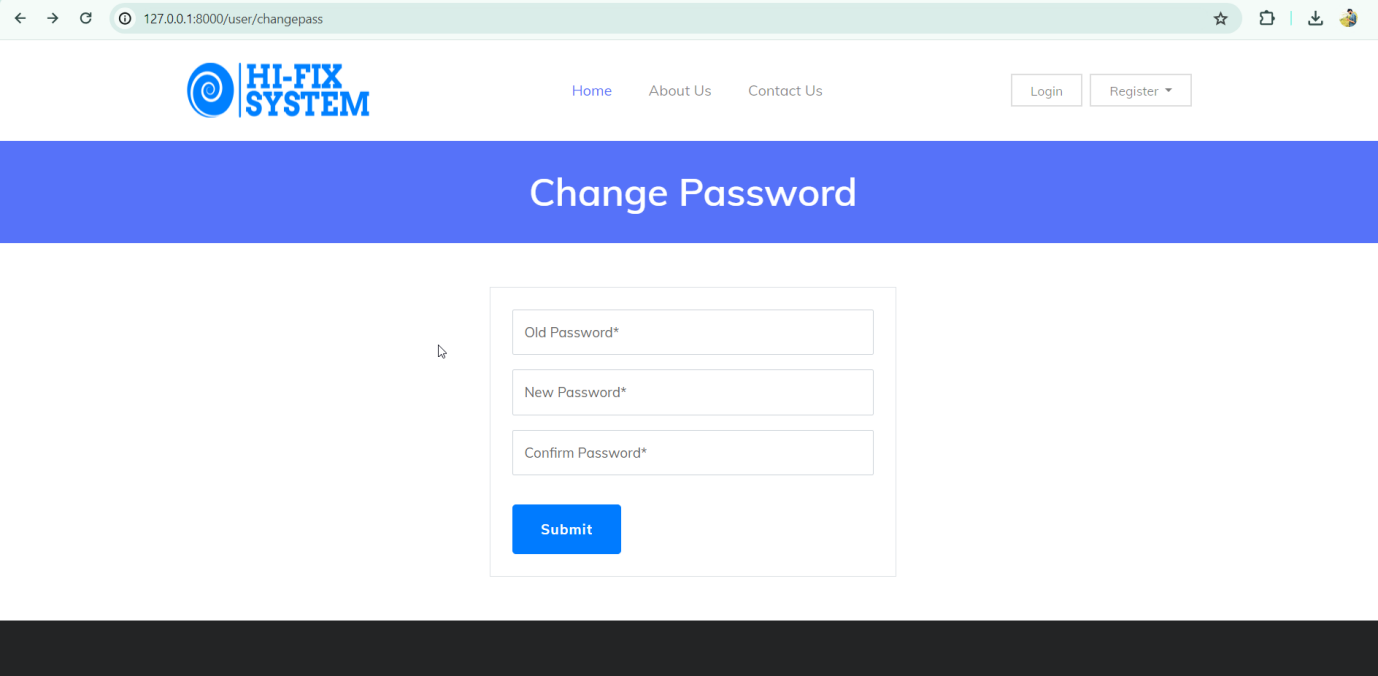 127.0.0.1:8000/user/changepass
HI-FIX
SYSTEM
Home About Us Contact Us
Login Register
Change Password
Old Password*
New Password*
Confirm Password*
Submit